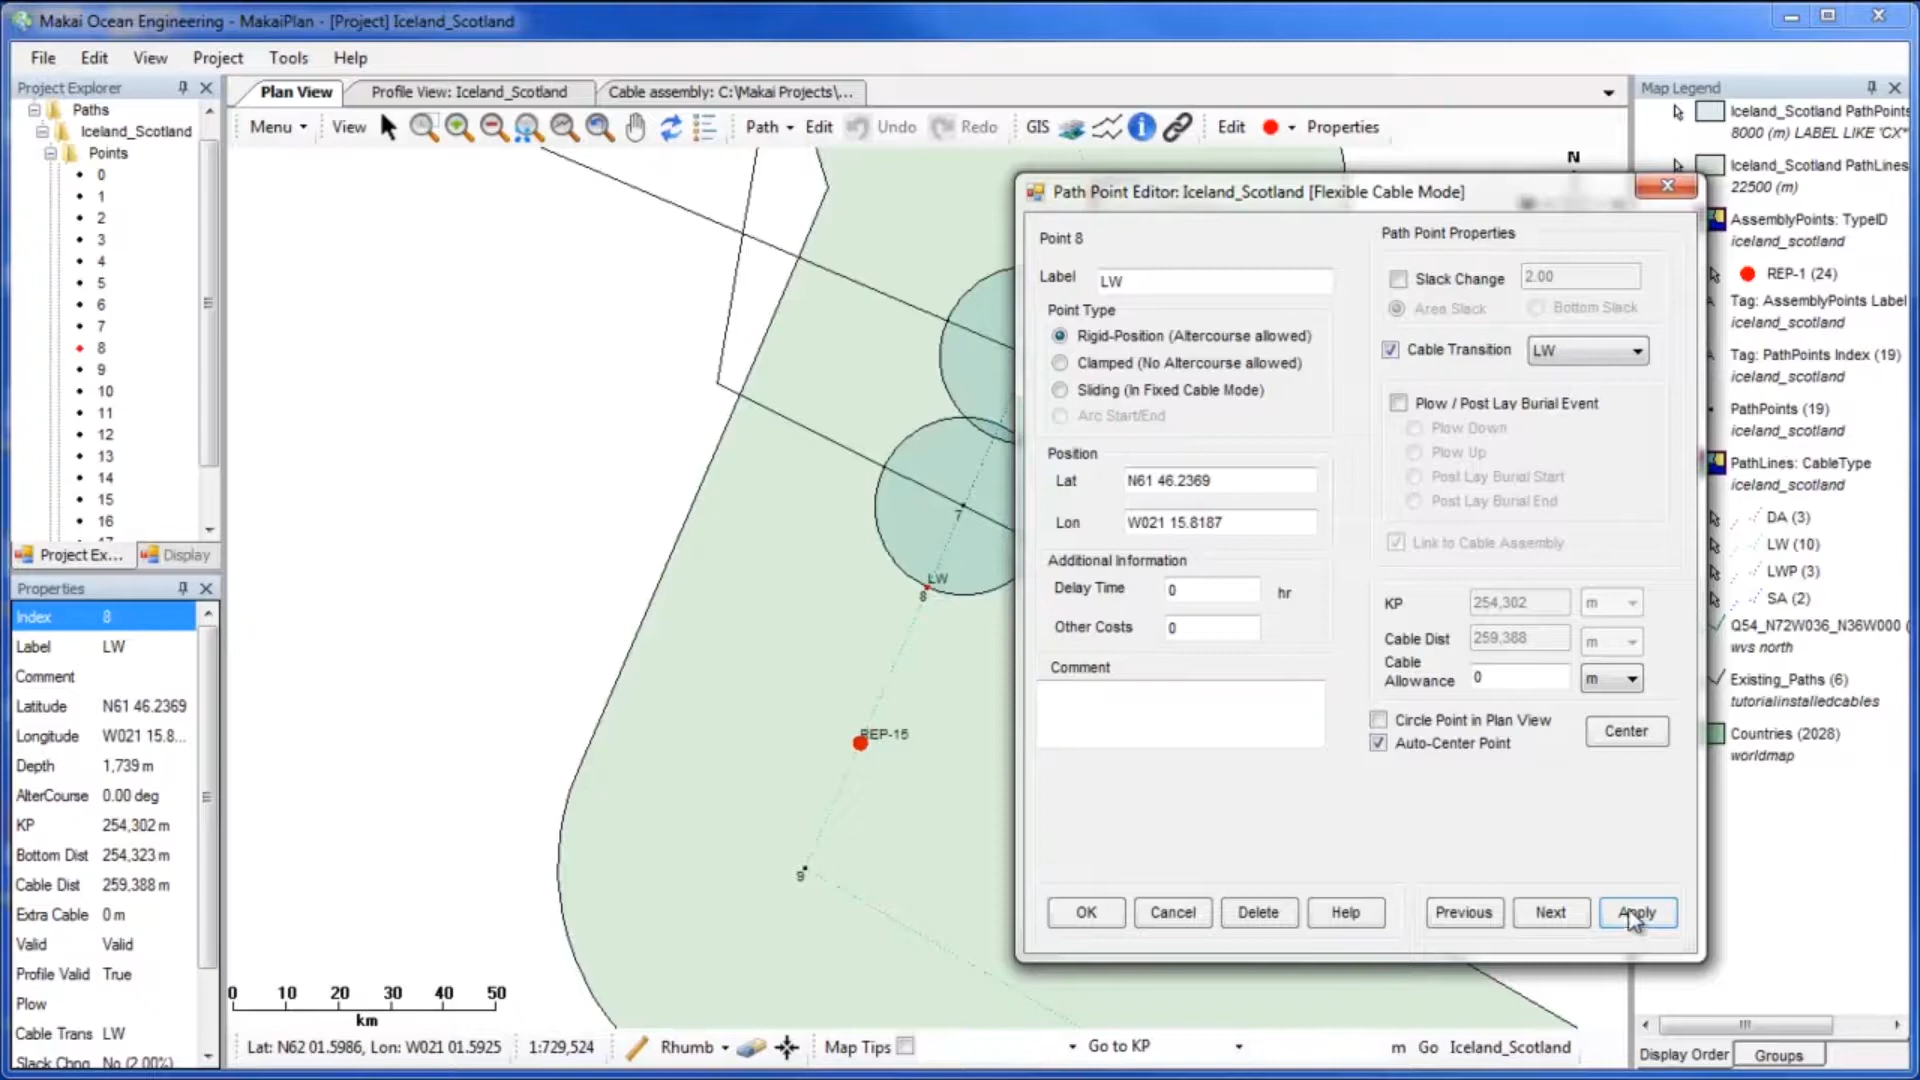 Makai Ocean Engineering - MakaiPlan - [Project] Iceland_Scotland
File Edit View Project Tools Help
Project Explorer
Paths
Iceland_Scotland
Points
0
1
2
3
4
5
6
7
8
9
10
11
12
13
14
15
16
Project Ex... Display
Properties
Index 8
Label LW
Comment
Latitude N61 46.2369
Longitude W021 15.8...
Depth 1,739 m
AlterCourse 0.00 deg
KP 254,302 m
Bottom Dist 254,323 m
Cable Dist 259,388 m
Extra Cable 0 m
Valid Valid
Profile Valid True
Plow
Cable Trans LW
Slack Chng No (2.00%)
Plan View Profile View: Iceland_Scotland Cable assembly: C:\Makai Projects\...
Menu View Path Edit Undo Redo GIS Edit Properties
N
7
LW
8
REP-15
9
0 10 20 30 40 50
km
Lat: N62 01.5986, Lon: W021 01.5925 1:729,524 Rhumb Map Tips Go to KP m Go Iceland_Scotland
Path Point Editor: Iceland_Scotland [Flexible Cable Mode]
Point 8
Label LW
Point Type
Rigid-Position (Altercourse allowed)
Clamped (No Altercourse allowed)
Sliding (In Fixed Cable Mode)
Arc Start/End
Position
Lat N61 46.2369
Lon W021 15.8187
Additional Information
Delay Time 0 hr
Other Costs 0
Comment
Path Point Properties
Slack Change 2.00
Area Slack Bottom Slack
Cable Transition LW
Plow / Post Lay Burial Event
Plow Down
Plow Up
Post Lay Burial Start
Post Lay Burial End
Link to Cable Assembly
KP 254,302 m
Cable Dist 259,388 m
Cable Allowance 0 m
Circle Point in Plan View
Auto-Center Point
Center
OK Cancel Delete Help Previous Next Apply
Map Legend
Iceland_Scotland PathPoints
8000 (m) LABEL LIKE 'CX*'
Iceland_Scotland PathLines
22500 (m)
AssemblyPoints: TypeID
iceland_scotland
REP-1 (24)
Tag: AssemblyPoints Label
iceland_scotland
Tag: PathPoints Index (19)
iceland_scotland
PathPoints (19)
iceland_scotland
PathLines: CableType
iceland_scotland
DA (3)
LW (10)
LWP (3)
SA (2)
Q54_N72W036_N36W000 (
wvs north
Existing_Paths (6)
tutorialinstalledcables
Countries (2028)
worldmap
Display Order Groups